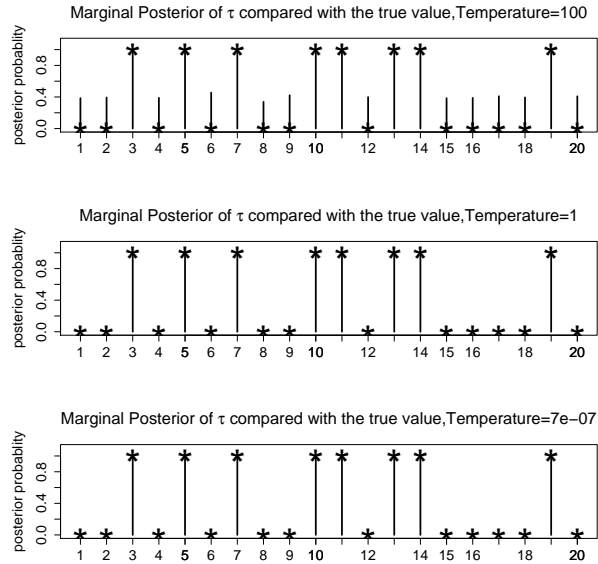 Marginal Posterior of τ compared with the true value,Temperature=100
posterior probablity
0.0 0.4 0.8
1 2 3 4 5 6 7 8 9 10 12 14 15 16 18 20
Marginal Posterior of τ compared with the true value,Temperature=1
posterior probablity
0.0 0.4 0.8
1 2 3 4 5 6 7 8 9 10 12 14 15 16 18 20
Marginal Posterior of τ compared with the true value,Temperature=7e−07
posterior probablity
0.0 0.4 0.8
1 2 3 4 5 6 7 8 9 10 12 14 15 16 18 20